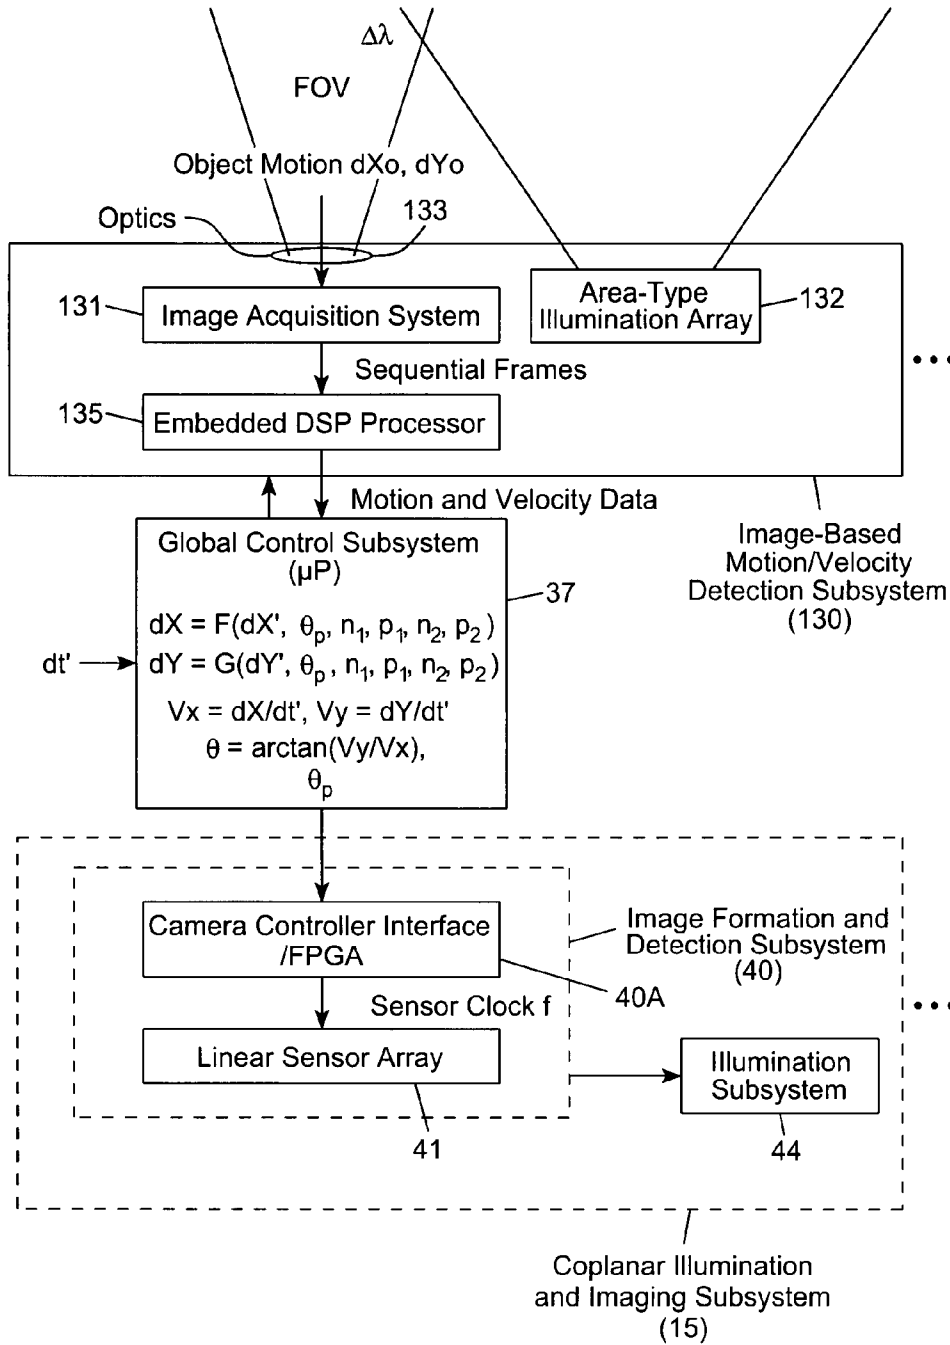 Δλ
FOV
Object Motion dXo, dYo
Optics
133
131
Image Acquisition System
Area-Type
Illumination Array
132
Sequential Frames
135
Embedded DSP Processor
Motion and Velocity Data
Image-Based
Motion/Velocity
Detection Subsystem
(130)
Global Control Subsystem
(µP)
37
dX = F(dX', θp, n1, p1, n2, p2)
dt'
dY = G(dY', θp, n1, p1, n2, p2)
Vx = dX/dt', Vy = dY/dt'
θ = arctan(Vy/Vx),
θp
Camera Controller Interface
/FPGA
Image Formation and
Detection Subsystem
(40)
40A
Sensor Clock f
Linear Sensor Array
41
Illumination
Subsystem
44
Coplanar Illumination
and Imaging Subsystem
(15)